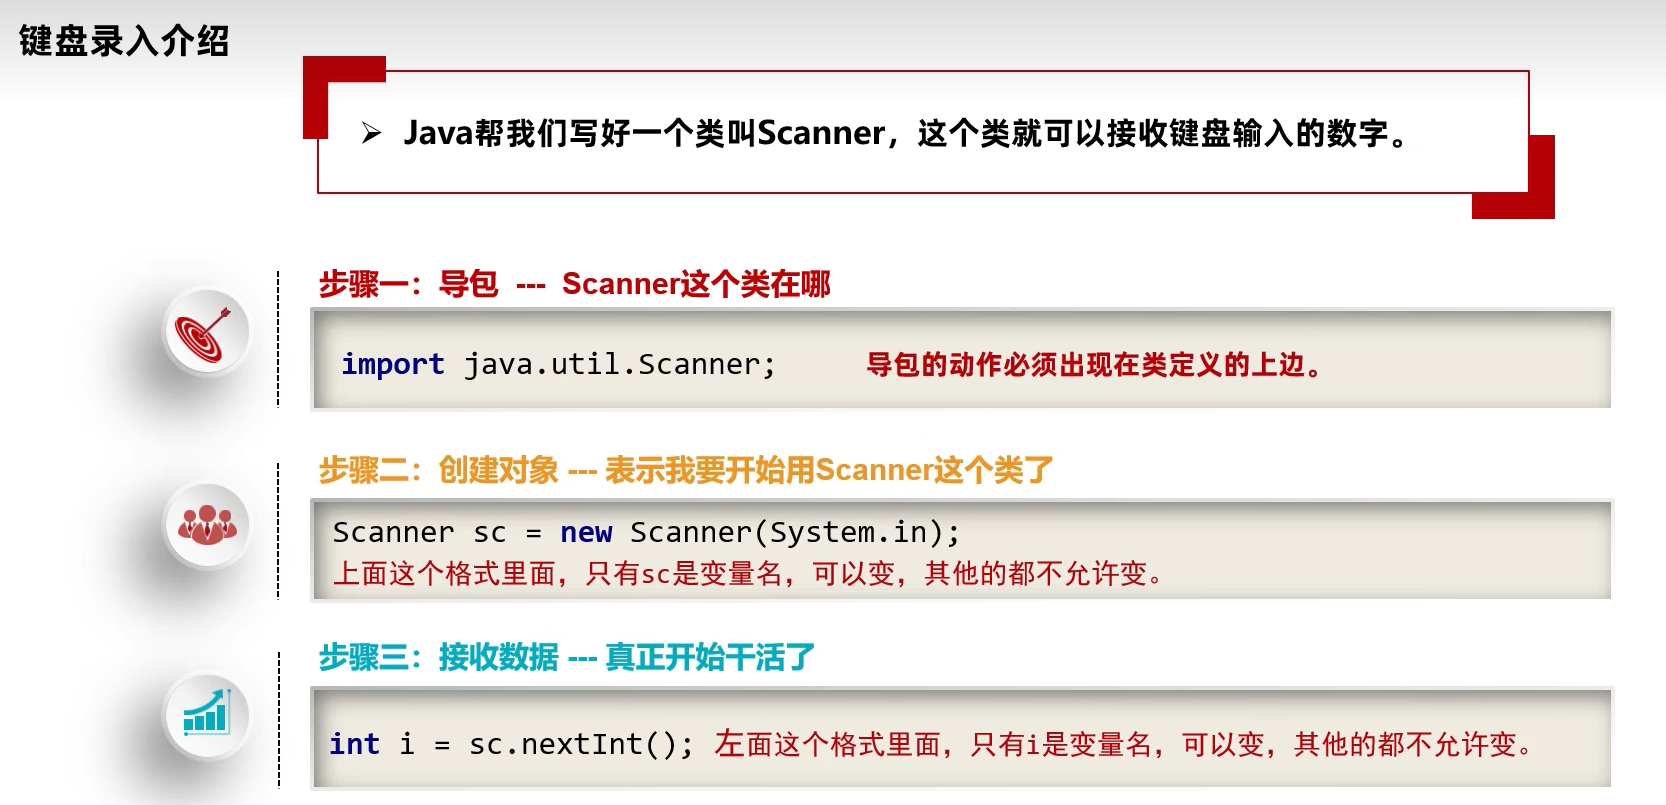 键盘录入介绍
➢ Java帮我们写好一个类叫Scanner，这个类就可以接收键盘输入的数字。
步骤一：导包 --- Scanner这个类在哪
import java.util.Scanner; 导包的动作必须出现在类定义的上边。
步骤二：创建对象 --- 表示我要开始用Scanner这个类了
Scanner sc = new Scanner(System.in);
上面这个格式里面，只有sc是变量名，可以变，其他的都不允许变。
步骤三：接收数据 --- 真正开始干活了
int i = sc.nextInt(); 左面这个格式里面，只有i是变量名，可以变，其他的都不允许变。